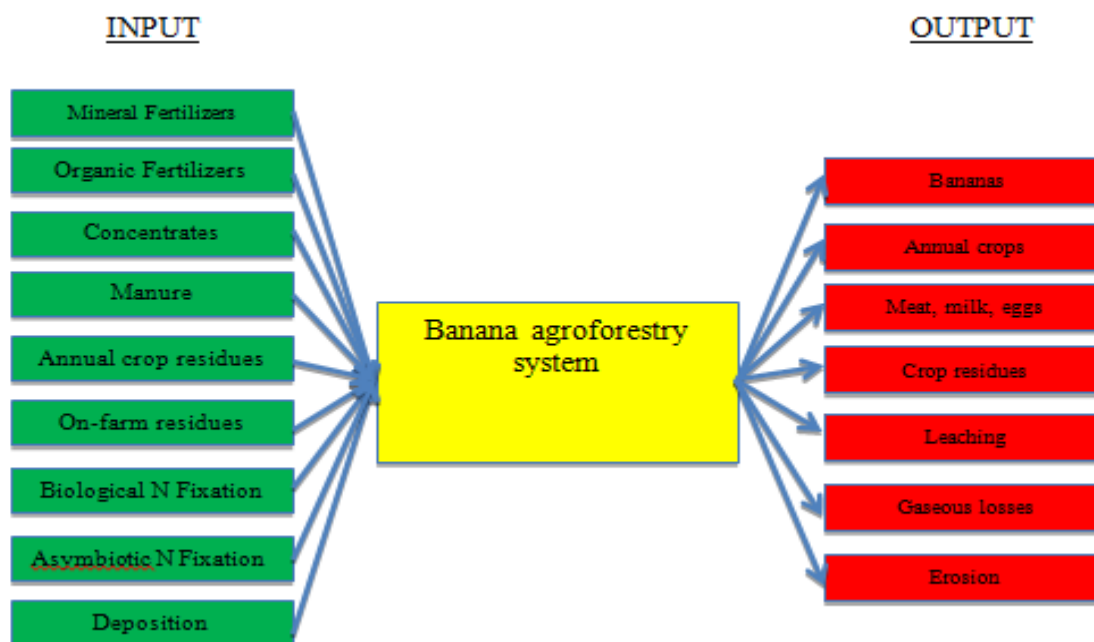 INPUT
Mineral Fertilizers
Organic Fertilizers
Concentrates
Manure
Annual crop residues
On-farm residues
Biological N Fixation
Asymbiotic N Fixation
Deposition
Banana agroforestry
system
OUTPUT
Bananas
Annual crops
Meat, milk, eggs
Crop residues
Leaching
Gaseous losses
Erosion